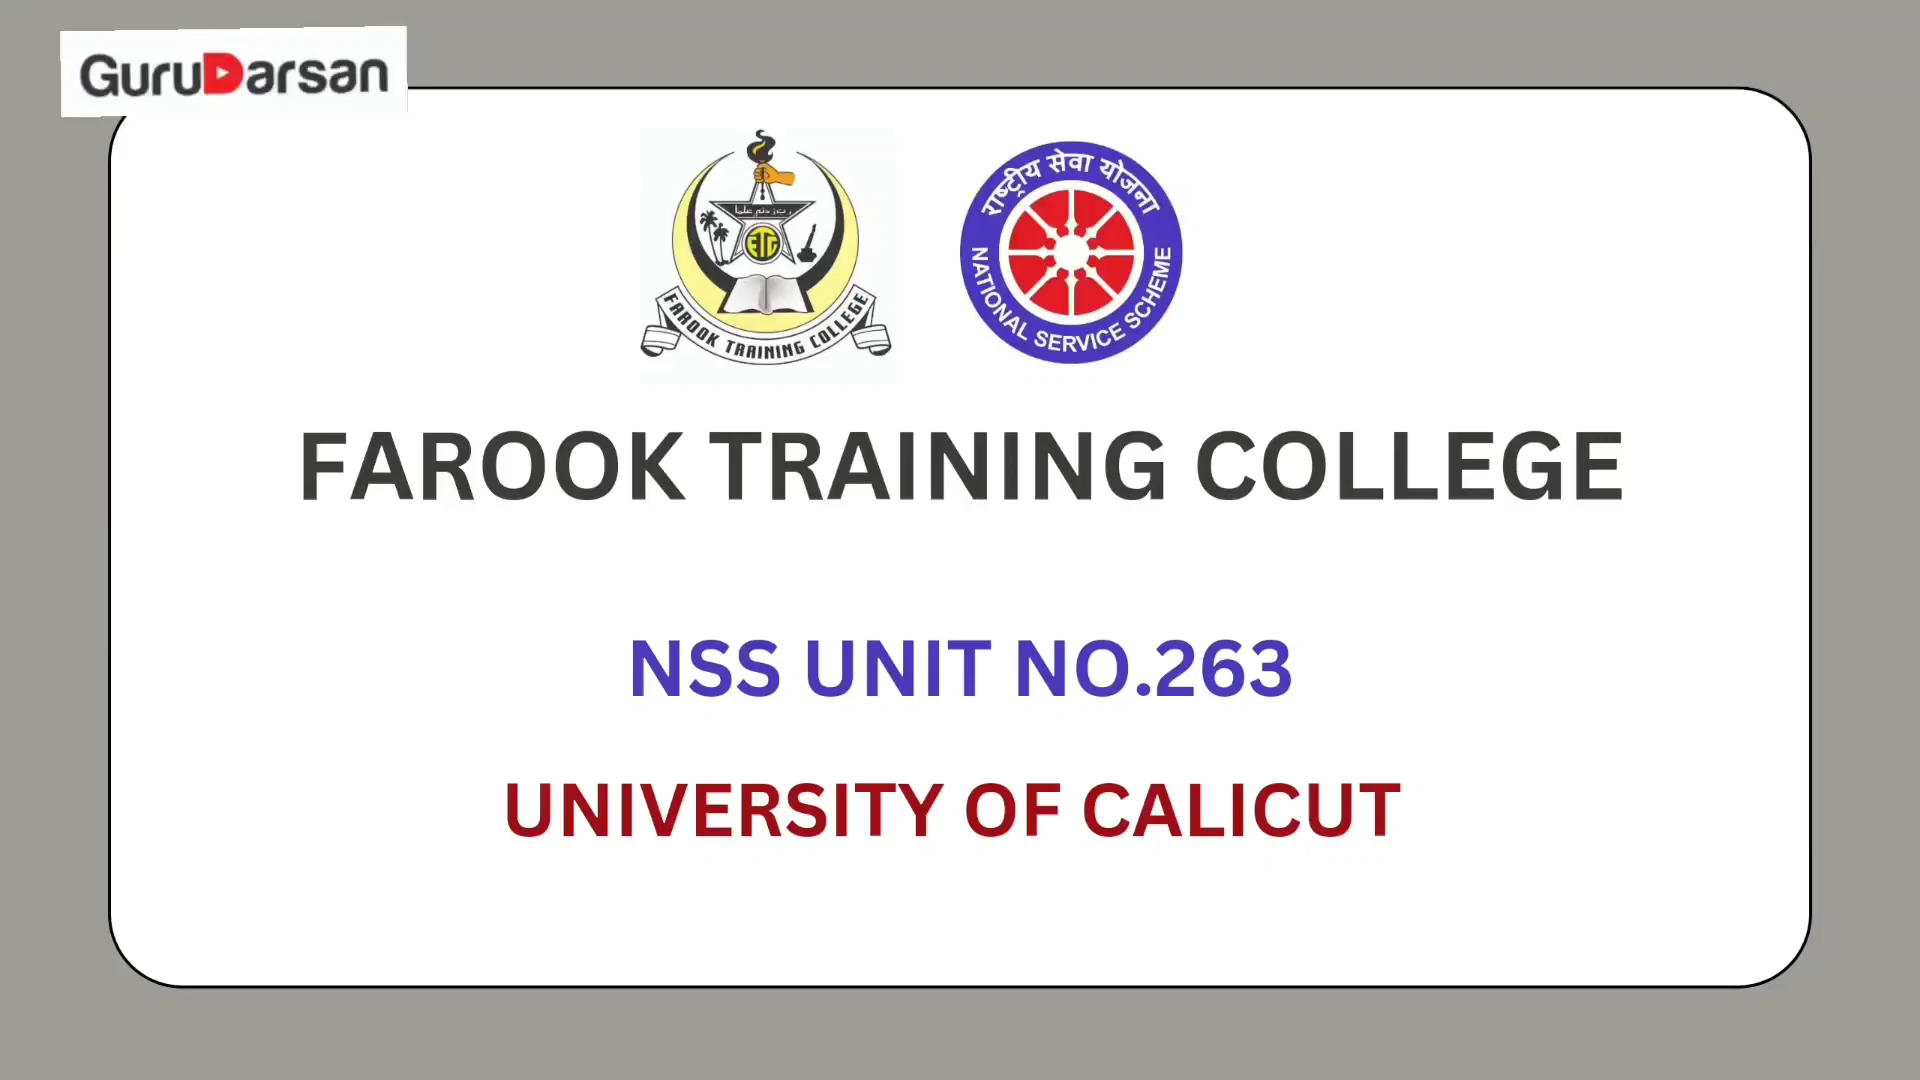 GuruDarsan
FTC
FAROOK TRAINING COLLEGE
राष्ट्रीय सेवा योजना
NATIONAL SERVICE SCHEME
FAROOK TRAINING COLLEGE
NSS UNIT NO.263
UNIVERSITY OF CALICUT